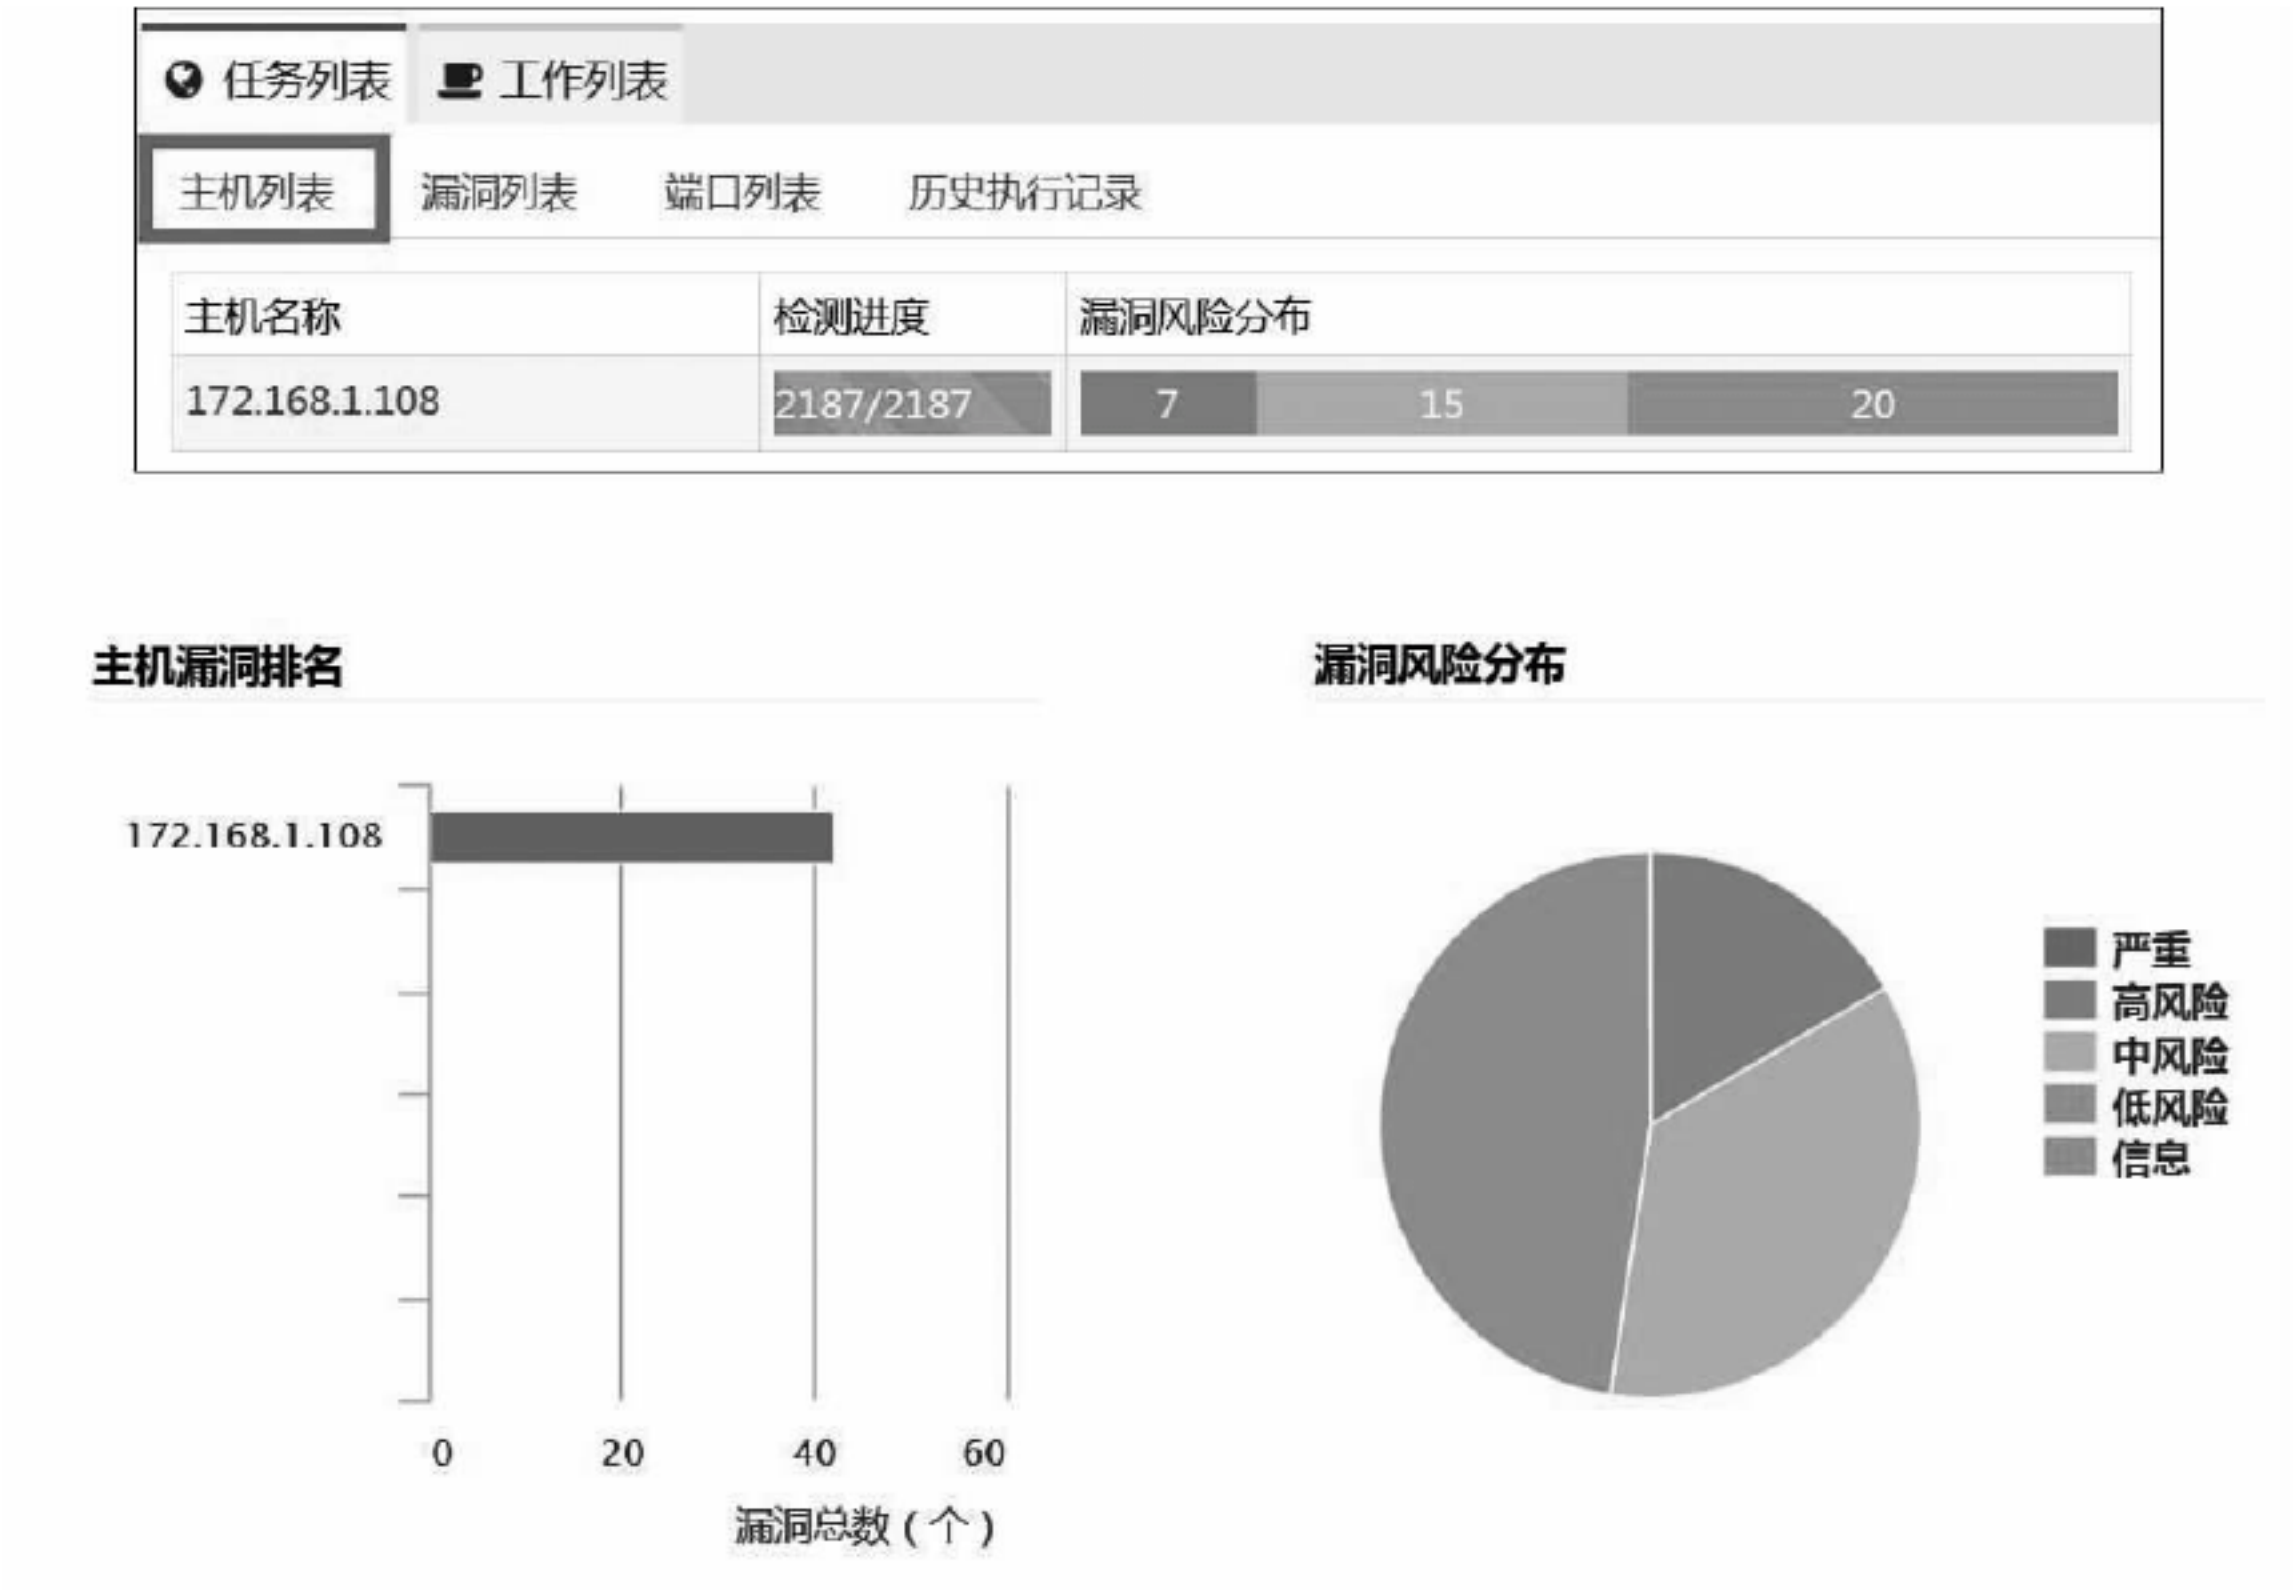 任务列表 工作列表
主机列表 漏洞列表 端口列表 历史执行记录
主机名称 检测进度 漏洞风险分布
172.168.1.108 2187/2187 7 15 20
主机漏洞排名
172.168.1.108
0 20 40 60
漏洞总数(个)
漏洞风险分布
严重
高风险
中风险
低风险
信息